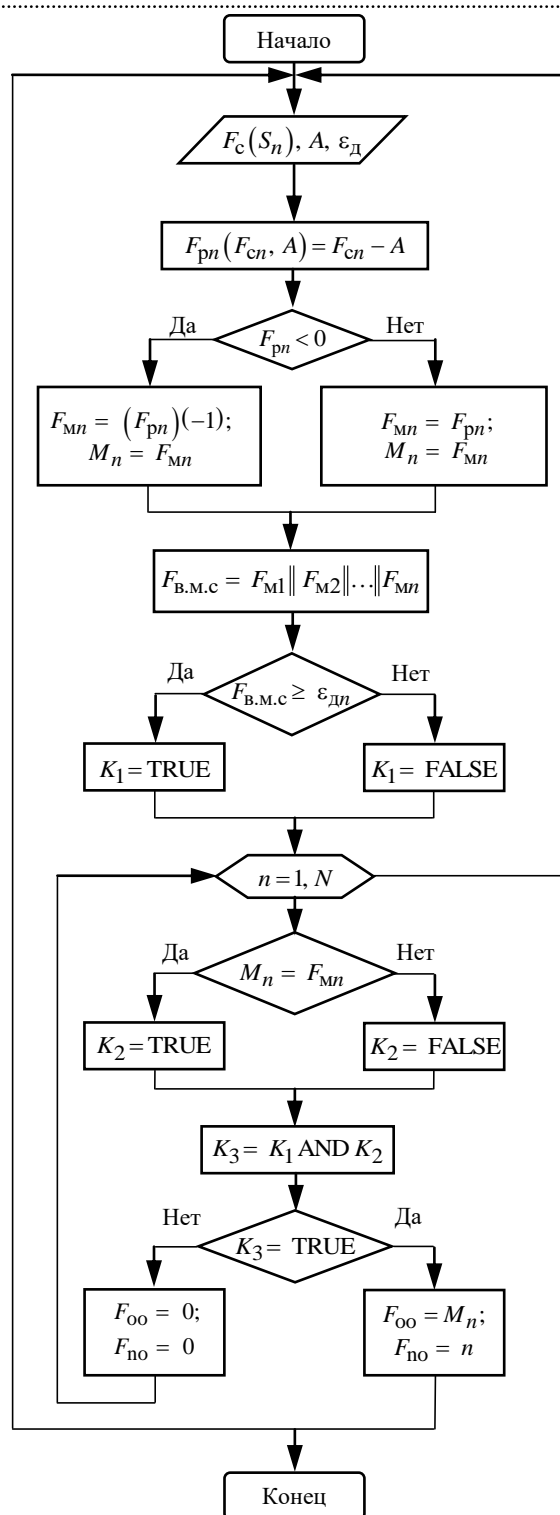 Начало
F_с(S_n), A, ε_д
F_рn(F_сn, A) = F_сn − A
Да
F_рn < 0
Нет
F_мn = (F_рn)(−1);
M_n = F_мn
F_мn = F_рn;
M_n = F_мn
F_в.м.с = F_м1 || F_м2 || … || F_мn
Да
F_в.м.с ≥ ε_дn
Нет
K_1 = TRUE
K_1 = FALSE
n = 1, N
Да
M_n = F_мn
Нет
K_2 = TRUE
K_2 = FALSE
K_3 = K_1 AND K_2
Нет
K_3 = TRUE
Да
F_оо = 0;
F_по = 0
F_оо = M_n;
F_по = n
Конец